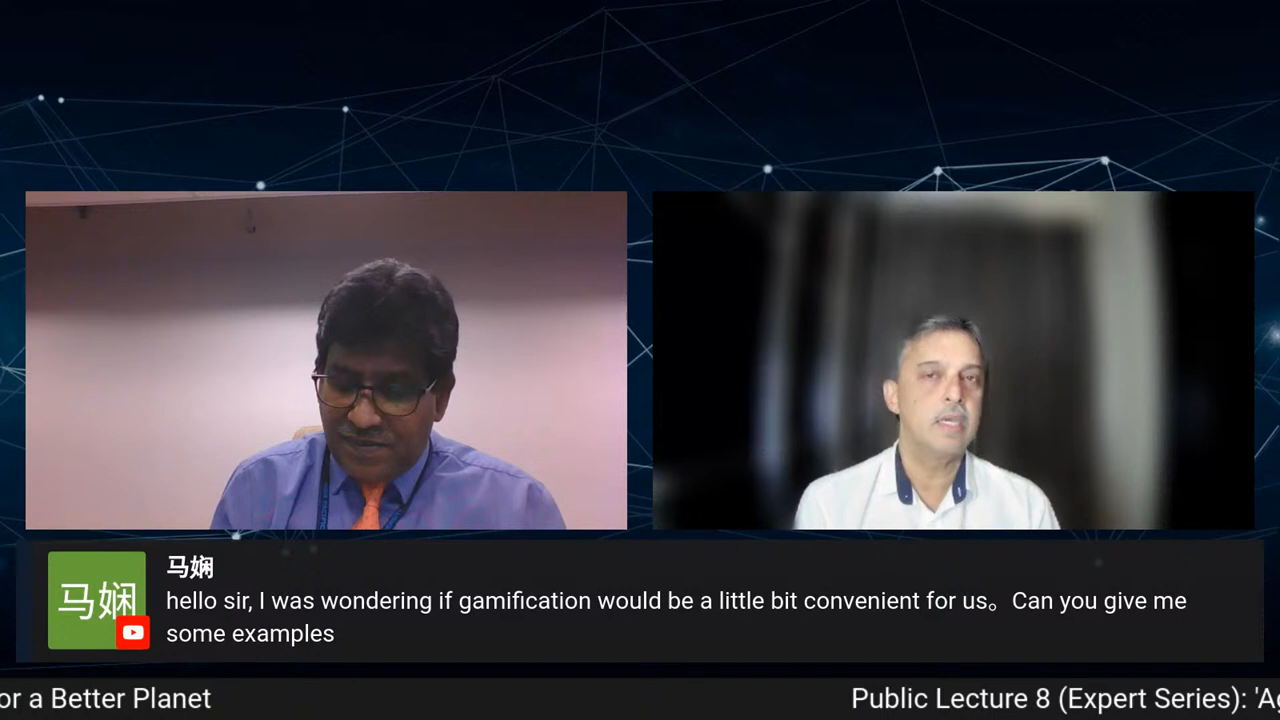 马娴
马娴
hello sir, I was wondering if gamification would be a little bit convenient for us。Can you give me
some examples
or a Better Planet
Public Lecture 8 (Expert Series): 'Ag